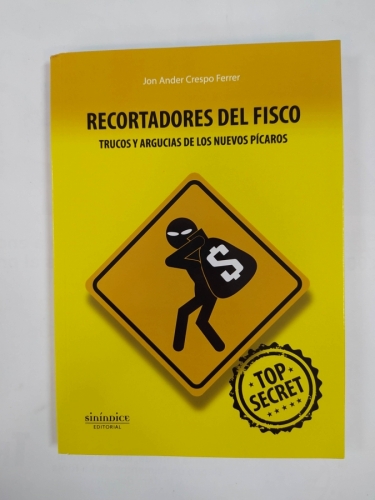 Jon Ander Crespo Ferrer
RECORTADORES DEL FISCO
TRUCOS Y ARGUCIAS DE LOS NUEVOS PÍCAROS
$
TOP
SECRET
sinindice
EDITORIAL